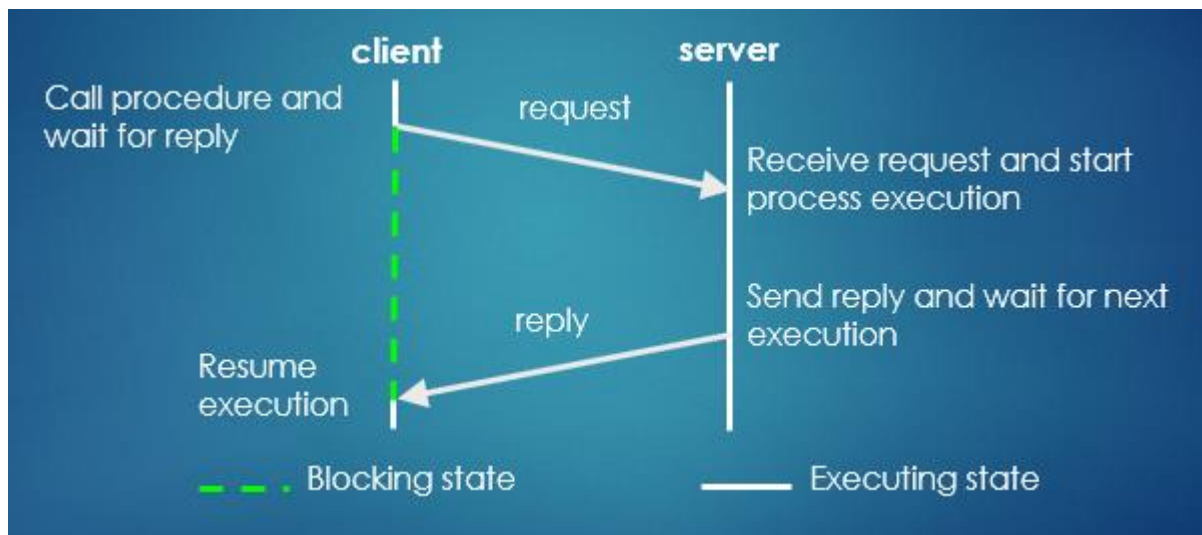 client
server
Call procedure and
wait for reply
request
Receive request and start
process execution
Send reply and wait for next
execution
reply
Resume
execution
Blocking state
Executing state